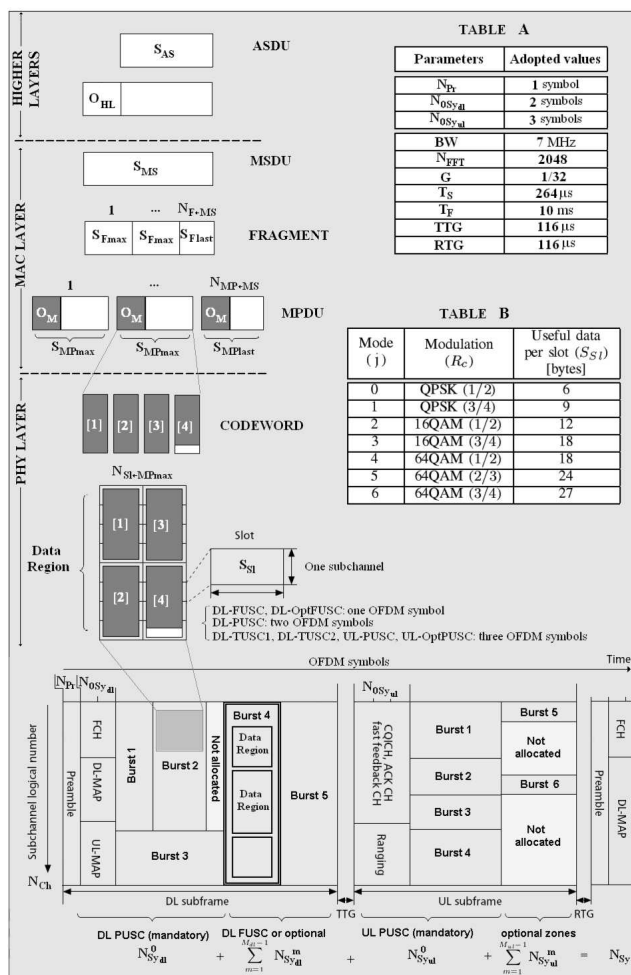 HIGHER LAYERS
S_AS
ASDU
O_HL
TABLE A
Parameters Adopted values
N_Pr 1 symbol
N_OSy_dl 2 symbols
N_OSy_ul 3 symbols
BW 7 MHz
N_FFT 2048
G 1/32
T_S 264 μs
T_F 10 ms
TTG 116 μs
RTG 116 μs
MAC LAYER
S_MS
MSDU
1 ... N_F←MS
S_Fmax S_Fmax S_Flast
FRAGMENT
1 ... N_MP←MS
O_M O_M O_M
MPDU
S_MPmax S_MPmax S_MPlast
TABLE B
Mode (j) Modulation (R_c) Useful data per slot (S_Sl) [bytes]
0 QPSK (1/2) 6
1 QPSK (3/4) 9
2 16QAM (1/2) 12
3 16QAM (3/4) 18
4 64QAM (1/2) 18
5 64QAM (2/3) 24
6 64QAM (3/4) 27
PHY LAYER
[1] [2] [3] [4]
CODEWORD
N_Sl←MPmax
[1] [3]
[2] [4]
Data Region
Slot
S_Sl
One subchannel
DL-FUSC, DL-OptFUSC: one OFDM symbol
DL-PUSC: two OFDM symbols
DL-TUSC1, DL-TUSC2, UL-PUSC, UL-OptPUSC: three OFDM symbols
OFDM symbols
Time
N_Pr N_OSy_dl
N_OSy_ul
Subchannel logical number
N_Ch
Preamble
FCH
DL-MAP
UL-MAP
Burst 1
Burst 2
Not allocated
Burst 3
Burst 4
Data Region
Data Region
Burst 5
CQICH, ACK CH fast feedback CH
Ranging
Burst 1
Burst 2
Burst 3
Burst 4
Burst 5
Not allocated
Burst 6
Not allocated
Preamble
FCH
DL-MAP
DL subframe
TTG
UL subframe
RTG
DL PUSC (mandatory)
DL FUSC or optional
UL PUSC (mandatory)
optional zones
N^0_Sy_dl + ∑_{m=1}^{M_dl−1} N^m_Sy_dl + N^0_Sy_ul + ∑_{m=1}^{M_ul−1} N^m_Sy_ul = N_Sy